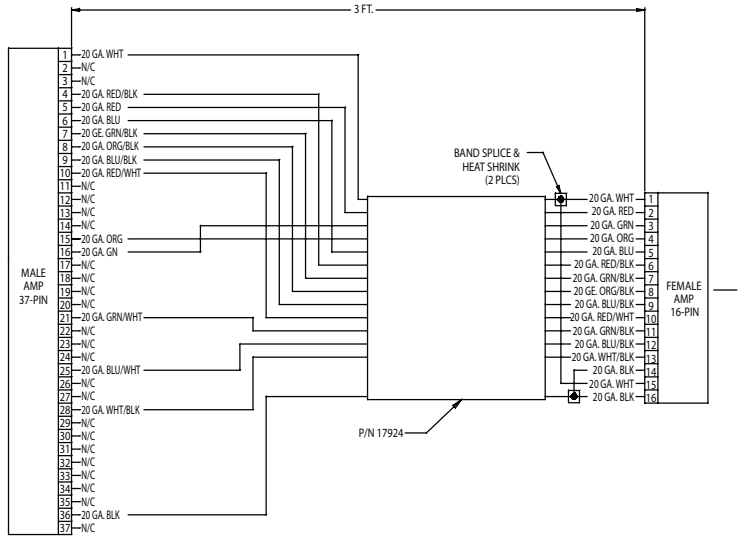 3 FT.
MALE
AMP
37-PIN
1 20 GA. WHT
2 N/C
3 N/C
4 20 GA. RED/BLK
5 20 GA. RED
6 20 GA. BLU
7 20 GE. GRN/BLK
8 20 GA. ORG/BLK
9 20 GA. BLU/BLK
10 20 GA. RED/WHT
11 N/C
12 N/C
13 N/C
14 N/C
15 20 GA. ORG
16 20 GA. GN
17 N/C
18 N/C
19 N/C
20 N/C
21 20 GA. GRN/WHT
22 N/C
23 N/C
24 N/C
25 20 GA. BLU/WHT
26 N/C
27 N/C
28 20 GA. WHT/BLK
29 N/C
30 N/C
31 N/C
32 N/C
33 N/C
34 N/C
35 N/C
36 20 GA. BLK
37 N/C
P/N 17924
BAND SPLICE &
HEAT SHRINK
(2 PLCS)
20 GA. WHT 1
20 GA. RED 2
20 GA. GRN 3
20 GA. ORG 4
20 GA. BLU 5
20 GA. RED/BLK 6
20 GA. GRN/BLK 7
20 GE. ORG/BLK 8
20 GA. BLU/BLK 9
20 GA. RED/WHT 10
20 GA. GRN/BLK 11
20 GA. BLU/BLK 12
20 GA. WHT/BLK 13
20 GA. BLK 14
20 GA. WHT 15
20 GA. BLK 16
FEMALE
AMP
16-PIN